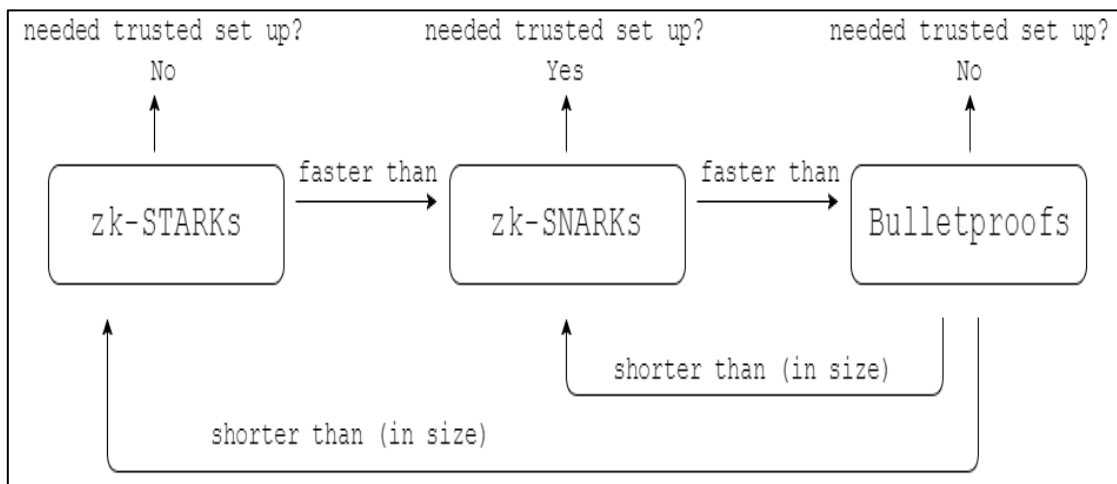 needed trusted set up?
No
needed trusted set up?
Yes
needed trusted set up?
No
zk-STARKs
faster than
zk-SNARKs
faster than
Bulletproofs
shorter than (in size)
shorter than (in size)